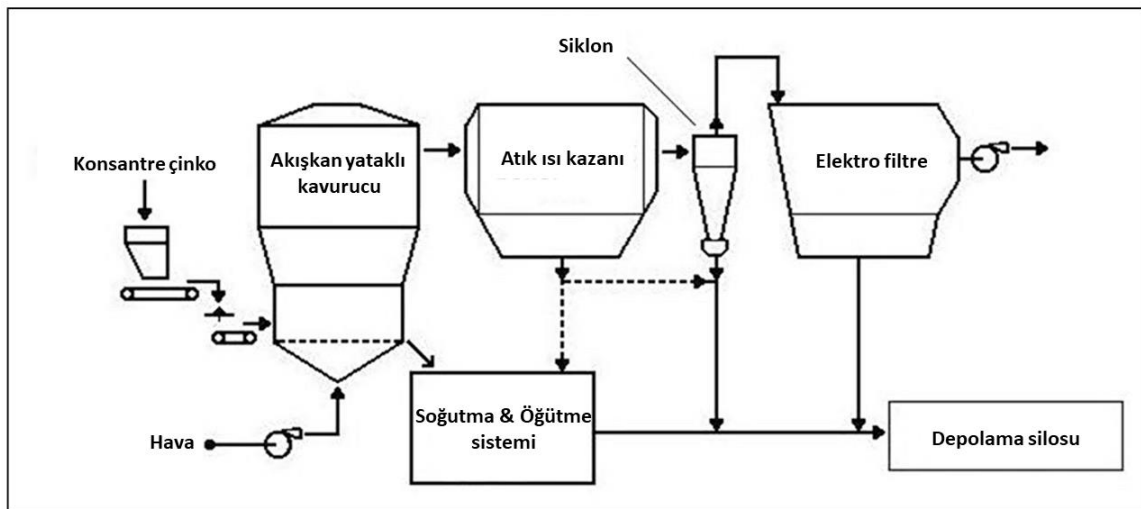 Siklon
Konsantre çinko
Akışkan yataklı
kavurucu
Atık ısı kazanı
Elektro filtre
Soğutma & Öğütme
sistemi
Hava
Depolama silosu